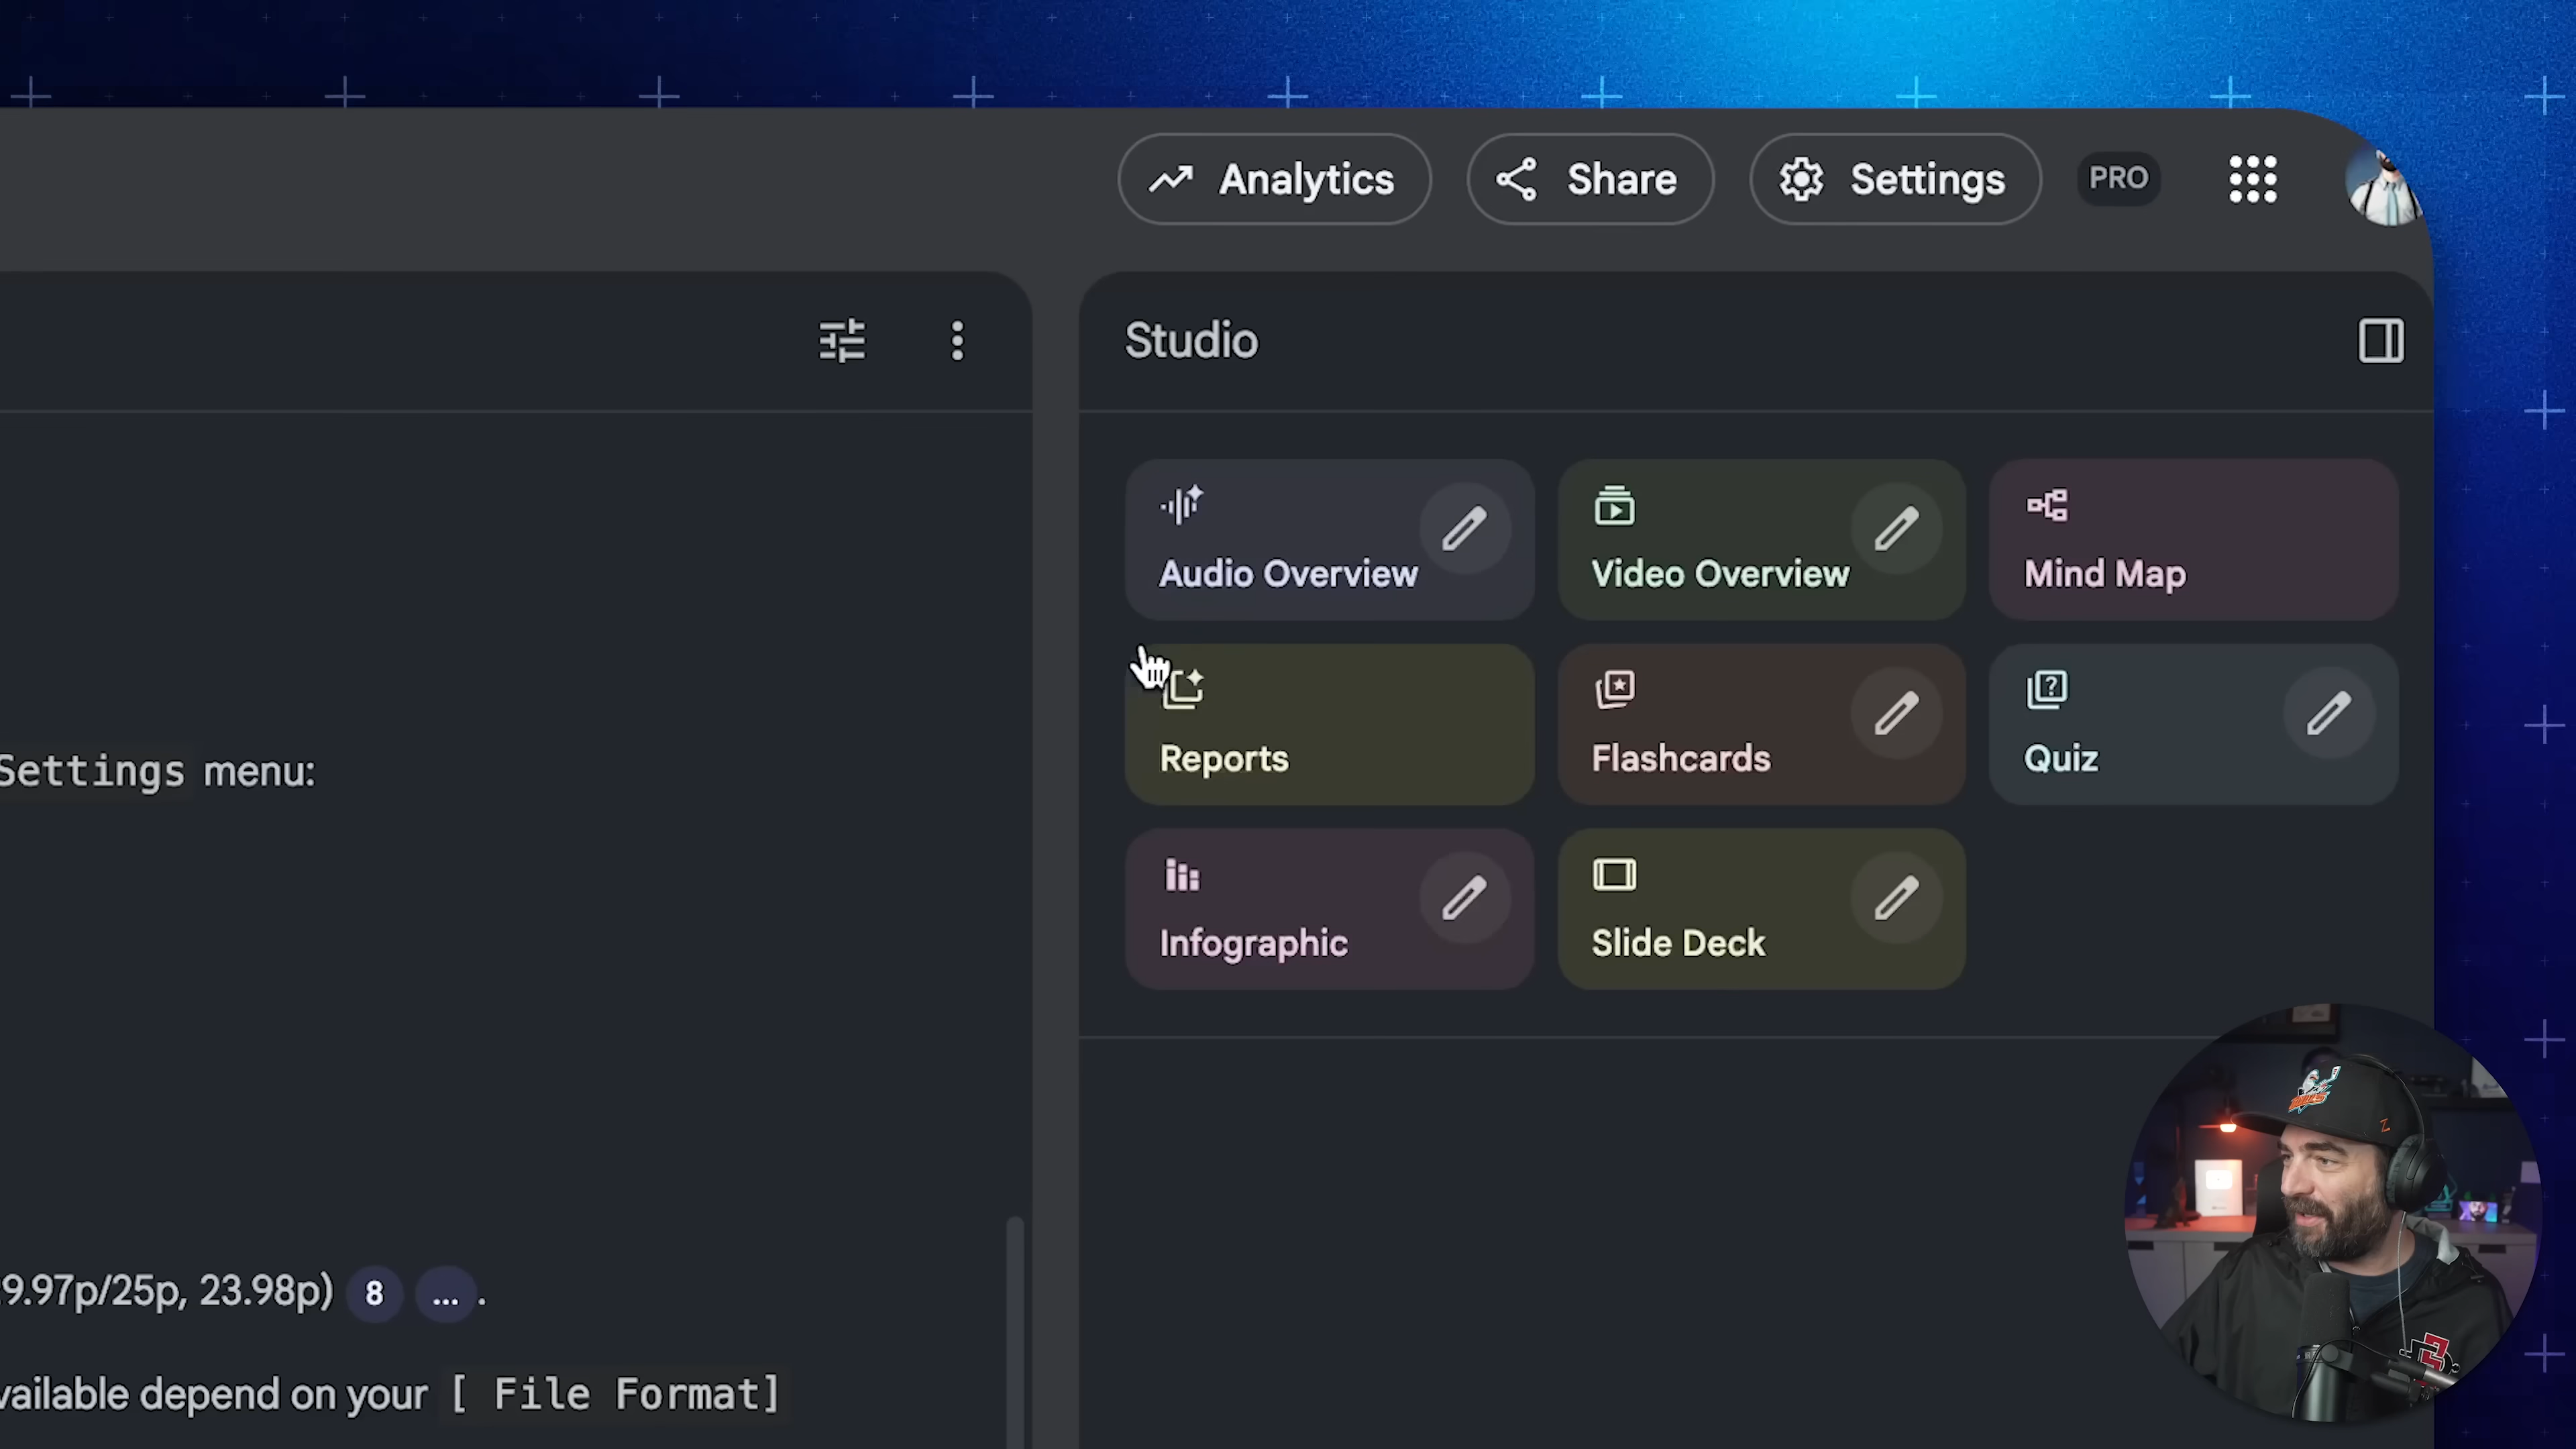 Analytics
Share
Settings
PRO
Studio
Audio Overview
Video Overview
Mind Map
Reports
Flashcards
Quiz
Infographic
Slide Deck
Settings menu:
9.97p/25p, 23.98p) 8 ... .
vailable depend on your [ File Format]